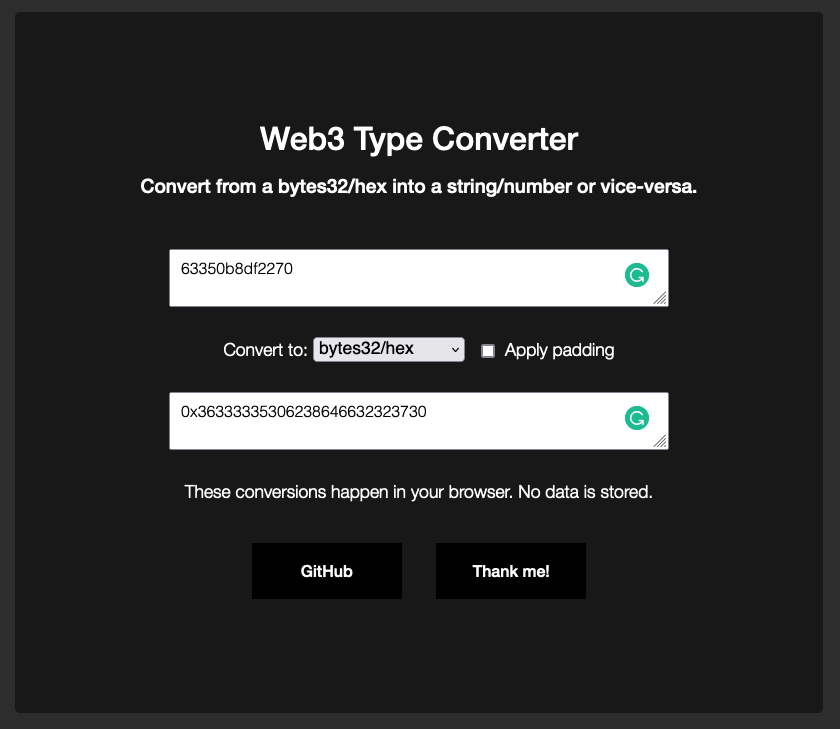 Web3 Type Converter
Convert from a bytes32/hex into a string/number or vice-versa.
63350b8df2270
Convert to: bytes32/hex Apply padding
0x36333335306238646632323730
These conversions happen in your browser. No data is stored.
GitHub Thank me!